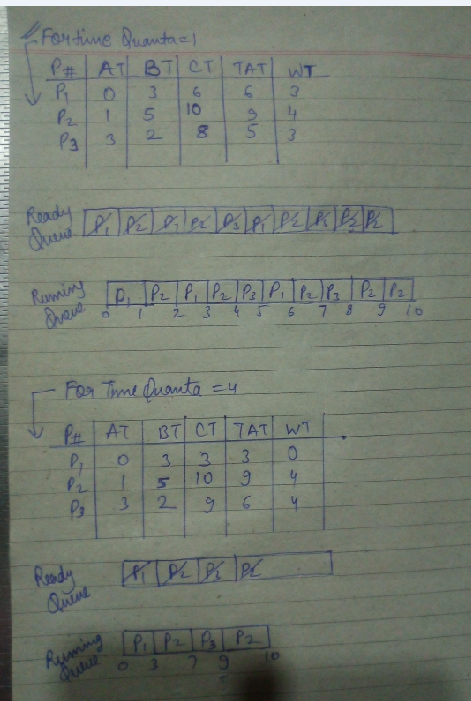 For time Quanta=1
P# AT BT CT TAT WT
P1 0 3 6 6 3
P2 1 5 10 9 4
P3 3 2 8 5 3
Ready Queue P1 P2 P1 P2 P3 P1 P2 P3 P2 P2
Running Queue P1 P2 P1 P2 P3 P1 P2 P3 P2 P2
0 1 2 3 4 5 6 7 8 9 10
For Time Quanta =4
P# AT BT CT TAT WT
P1 0 3 3 3 0
P2 1 5 10 9 4
P3 3 2 9 6 4
Ready Queue P1 P2 P3 P2
Running Queue P1 P2 P3 P2
0 3 7 9 10